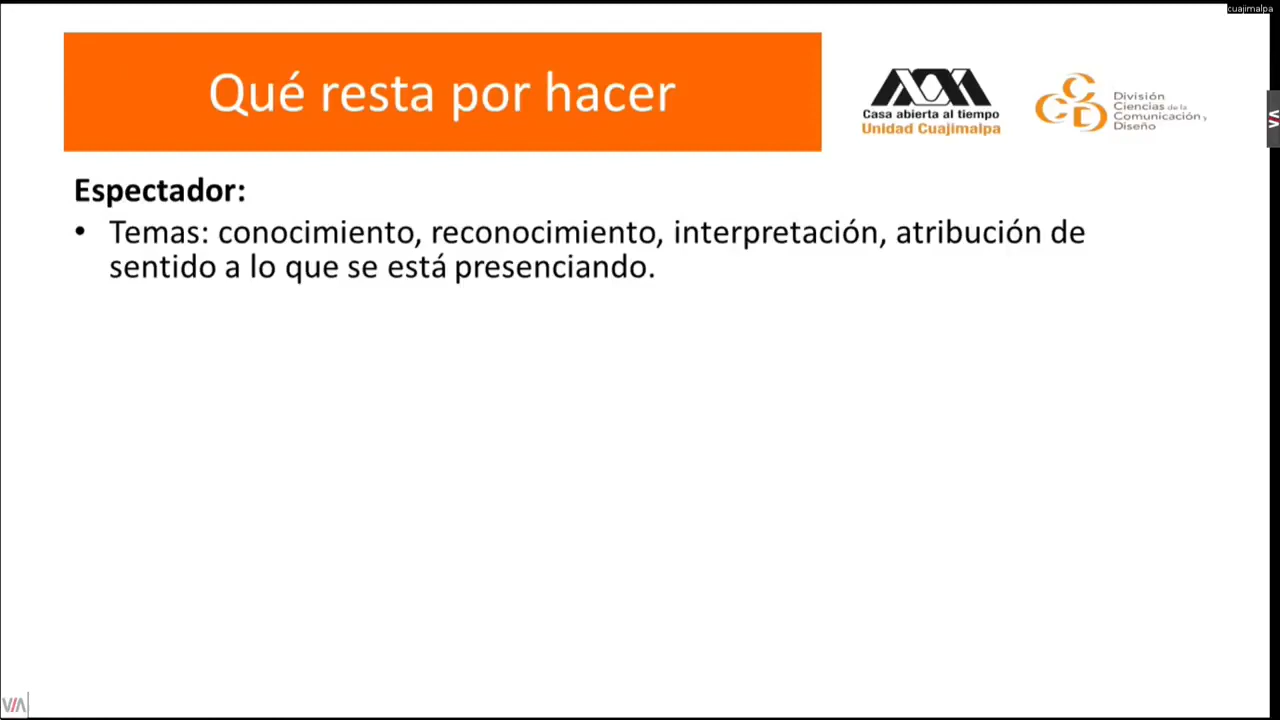 cuajimalpa
Qué resta por hacer
Casa abierta al tiempo
Unidad Cuajimalpa
C
C
D
División
Ciencias de la
Comunicación y
Diseño
Espectador:
• Temas: conocimiento, reconocimiento, interpretación, atribución de
sentido a lo que se está presenciando.
VIA